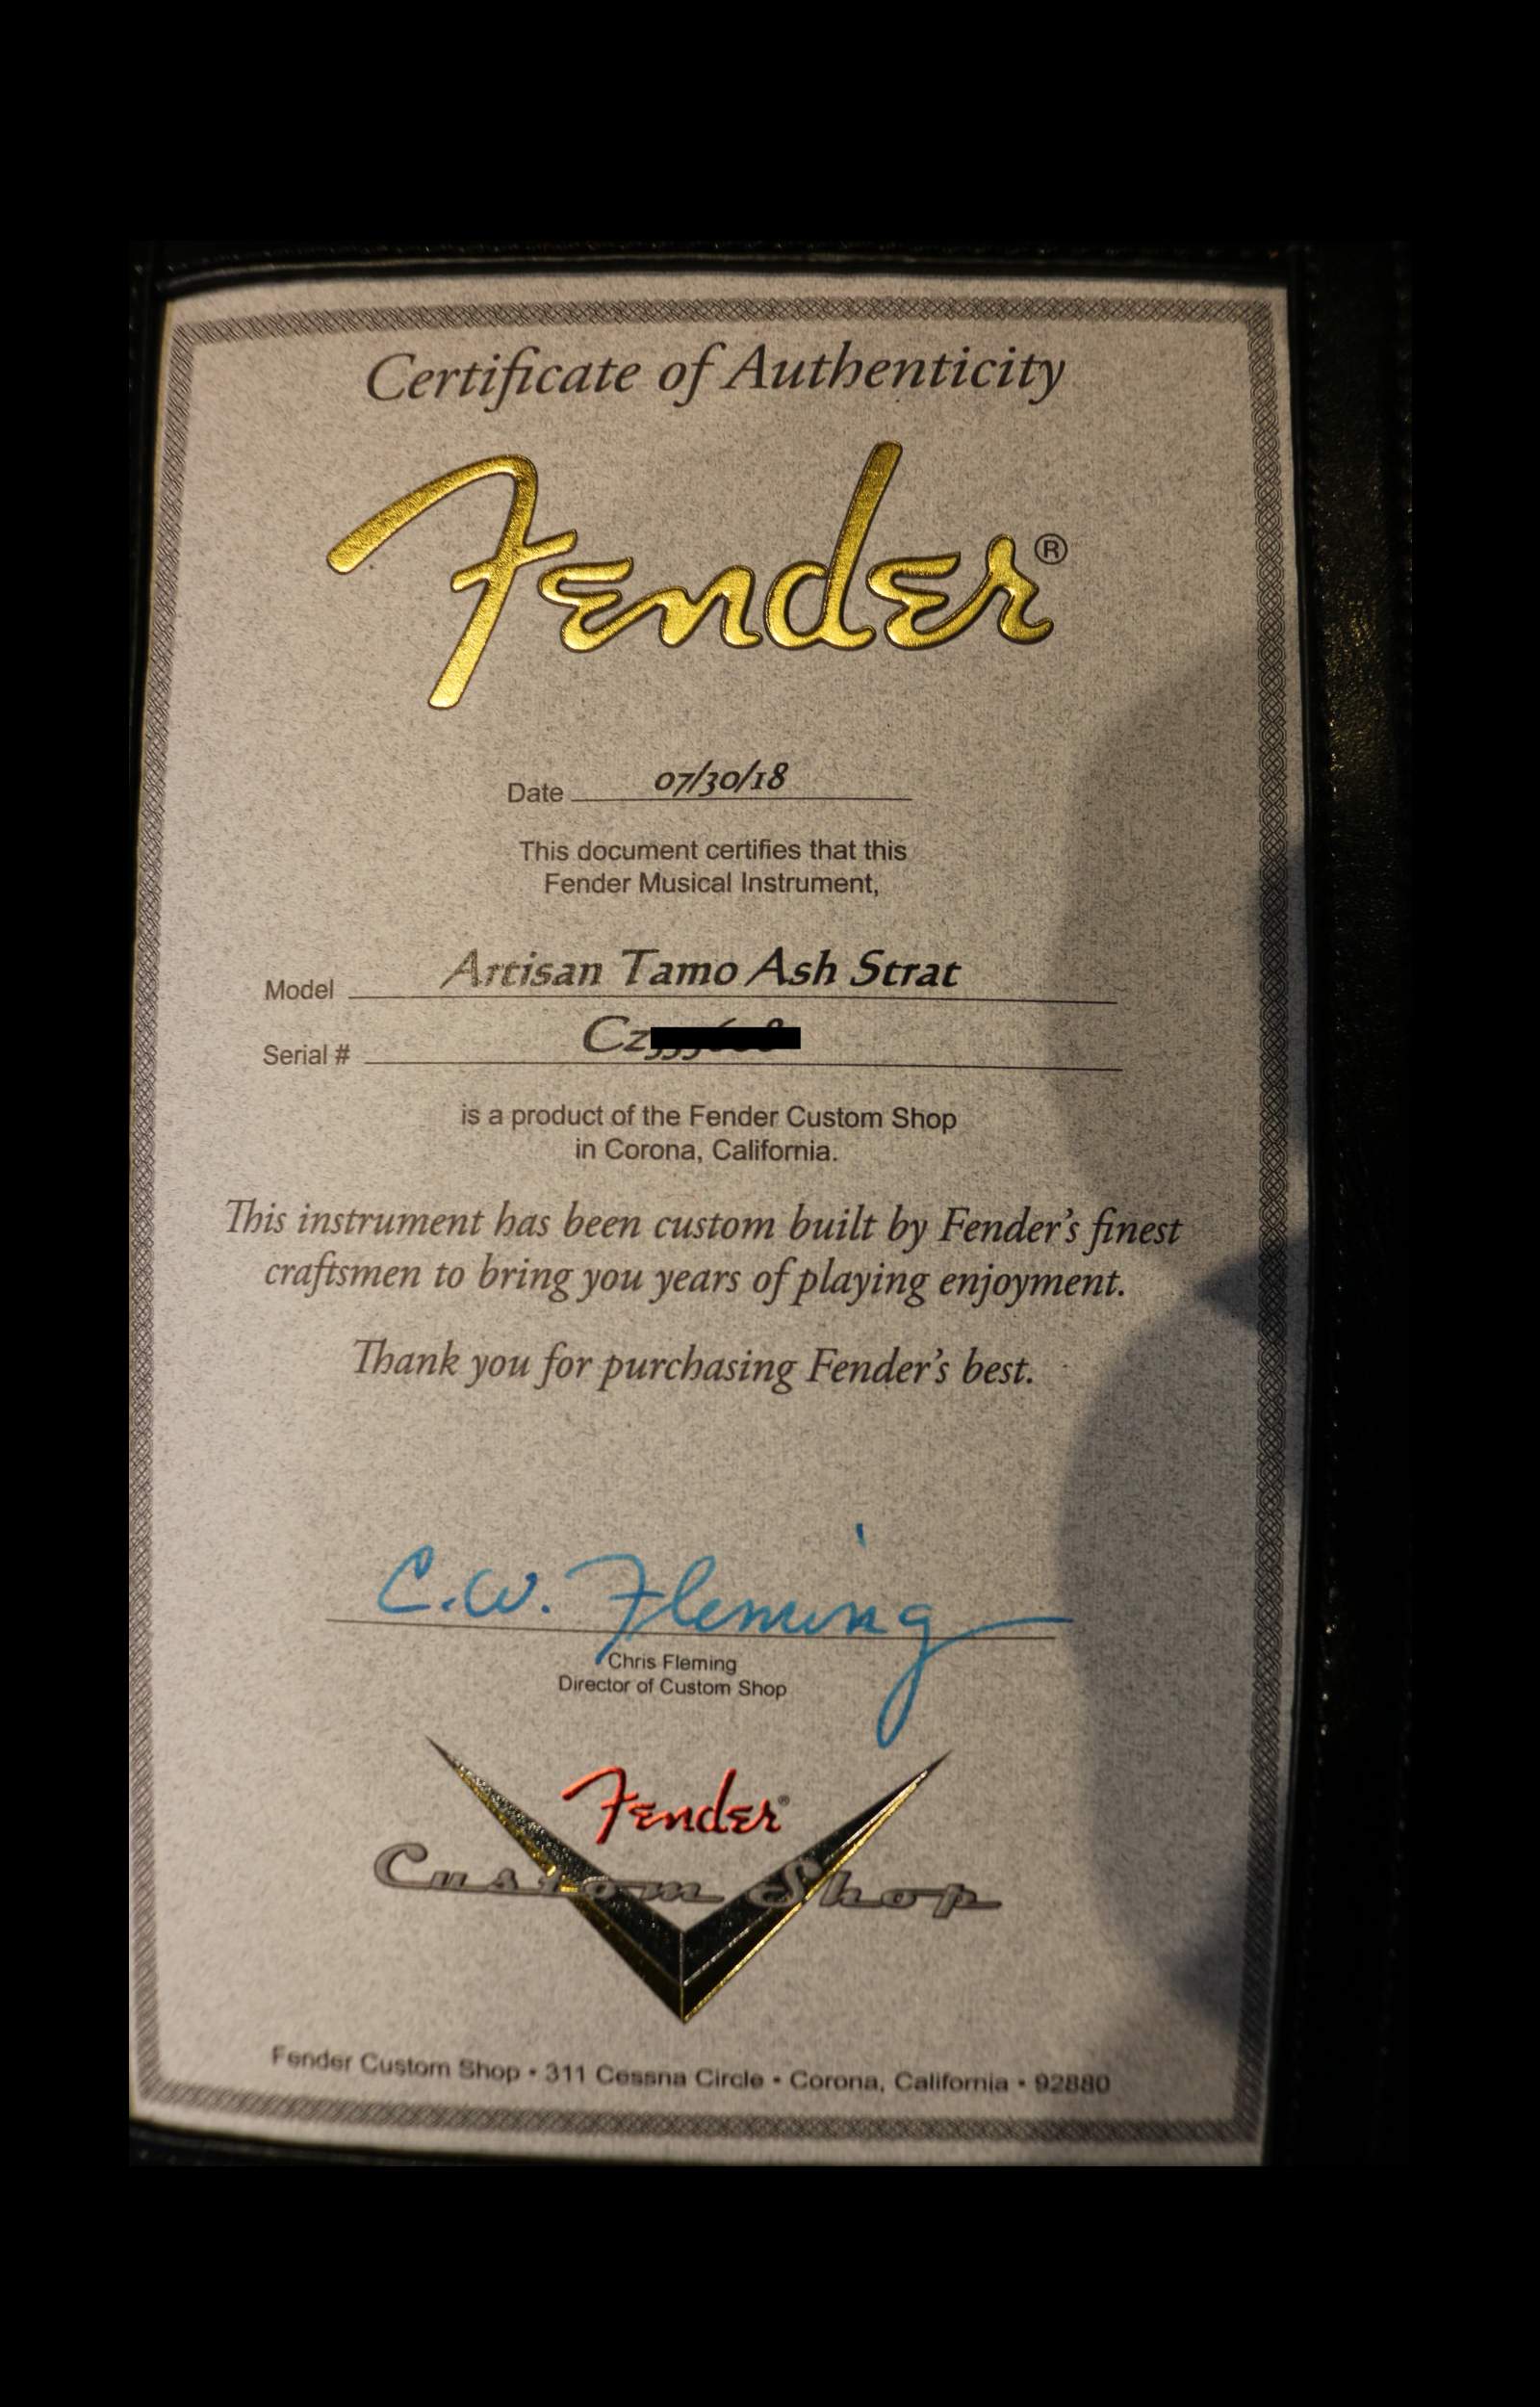 Certificate of Authenticity
Fender®
Date 07/30/18
This document certifies that this
Fender Musical Instrument,
Model Artisan Tamo Ash Strat
Serial # Cz
is a product of the Fender Custom Shop
in Corona, California.
This instrument has been custom built by Fender's finest
craftsmen to bring you years of playing enjoyment.
Thank you for purchasing Fender's best.
C.W. Fleming
Chris Fleming
Director of Custom Shop
Fender®
Custom Shop
Fender Custom Shop • 311 Cessna Circle • Corona, California • 92880